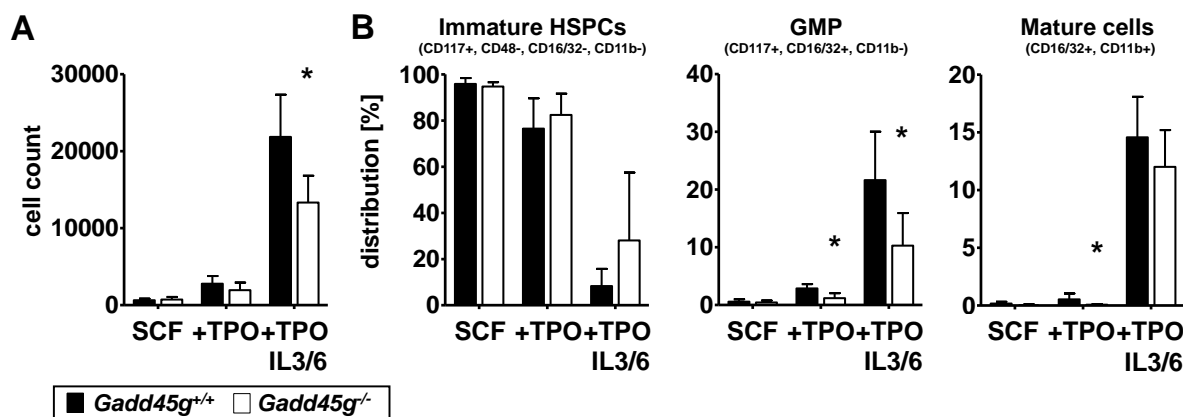 A
cell count
30000
20000
10000
0
*
SCF +TPO +TPO
IL3/6
B
distribution [%]
Immature HSPCs
(CD117+, CD48-, CD16/32-, CD11b-)
100
80
60
40
20
0
SCF +TPO +TPO
IL3/6
GMP
(CD117+, CD16/32+, CD11b-)
40
30
20
10
0
*
*
SCF +TPO +TPO
IL3/6
Mature cells
(CD16/32+, CD11b+)
20
15
10
5
0
*
SCF +TPO +TPO
IL3/6
Gadd45g+/+ Gadd45g-/-